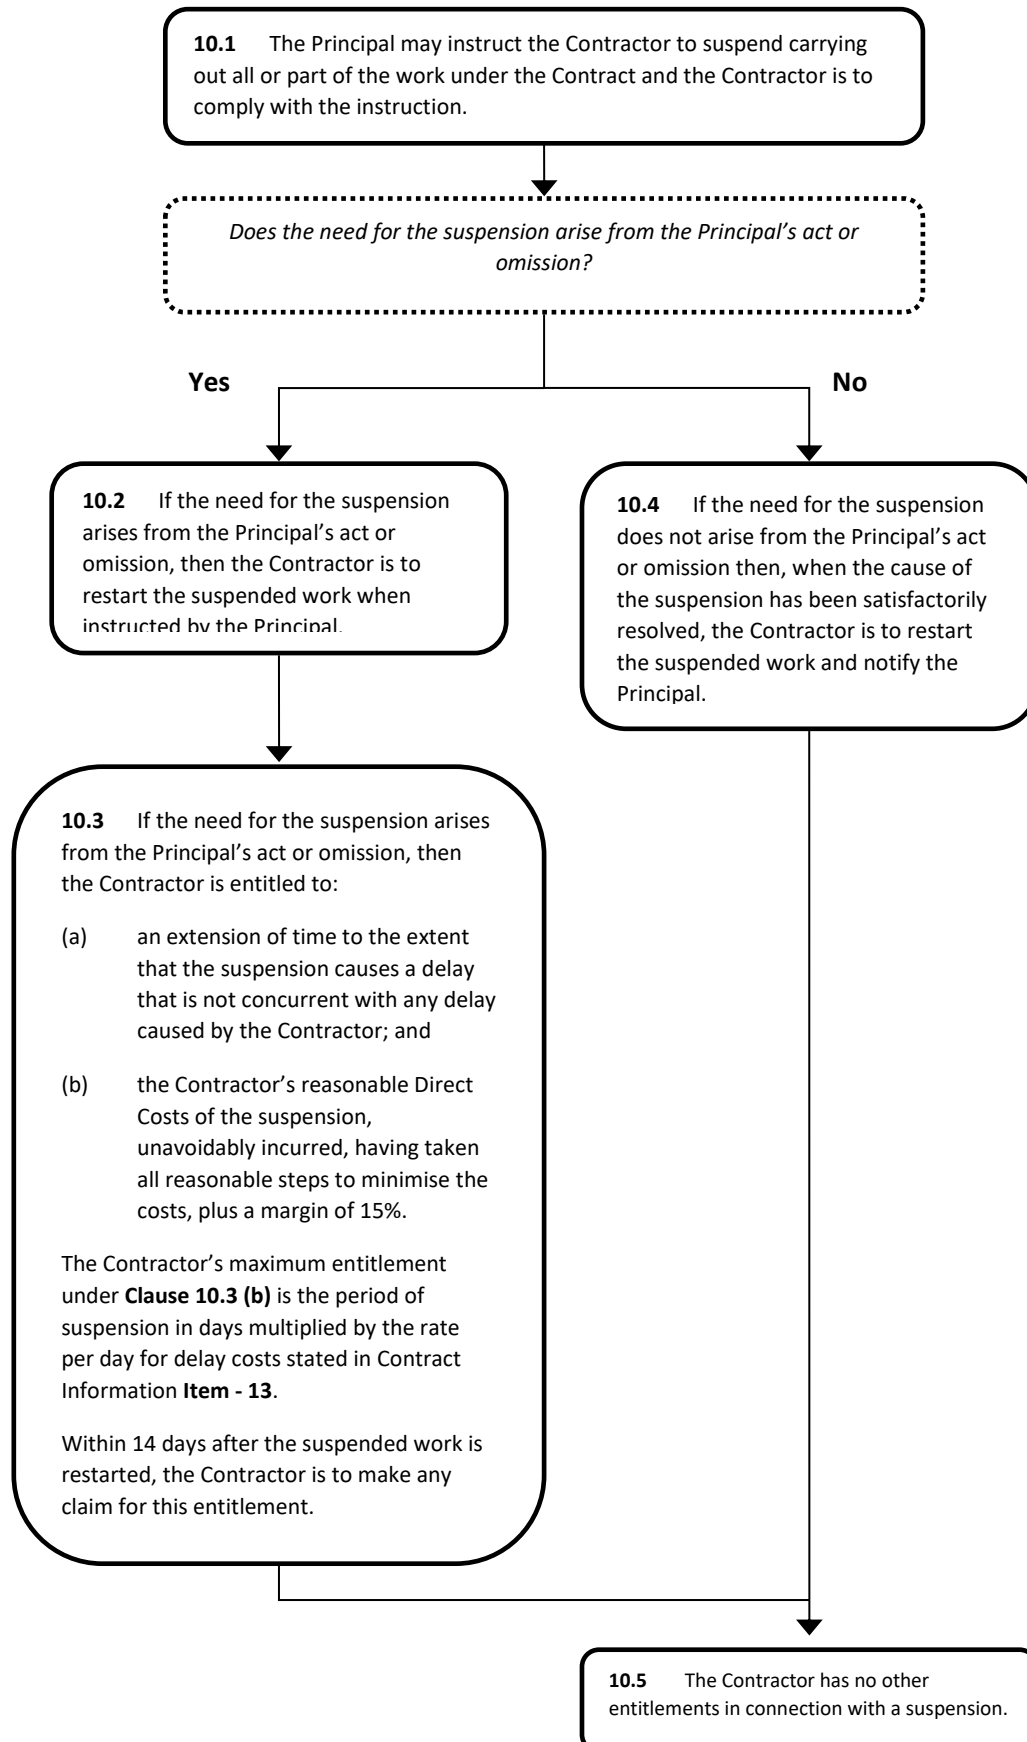 10.1 The Principal may instruct the Contractor to suspend carrying
out all or part of the work under the Contract and the Contractor is to
comply with the instruction.
Does the need for the suspension arise from the Principal’s act or
omission?
Yes
No
10.2 If the need for the suspension
arises from the Principal’s act or
omission, then the Contractor is to
restart the suspended work when
instructed by the Principal.
10.4 If the need for the suspension
does not arise from the Principal’s act
or omission then, when the cause of
the suspension has been satisfactorily
resolved, the Contractor is to restart
the suspended work and notify the
Principal.
10.3 If the need for the suspension arises
from the Principal’s act or omission, then
the Contractor is entitled to:
(a) an extension of time to the extent
that the suspension causes a delay
that is not concurrent with any delay
caused by the Contractor; and
(b) the Contractor’s reasonable Direct
Costs of the suspension,
unavoidably incurred, having taken
all reasonable steps to minimise the
costs, plus a margin of 15%.
The Contractor’s maximum entitlement
under Clause 10.3 (b) is the period of
suspension in days multiplied by the rate
per day for delay costs stated in Contract
Information Item - 13.
Within 14 days after the suspended work is
restarted, the Contractor is to make any
claim for this entitlement.
10.5 The Contractor has no other
entitlements in connection with a suspension.